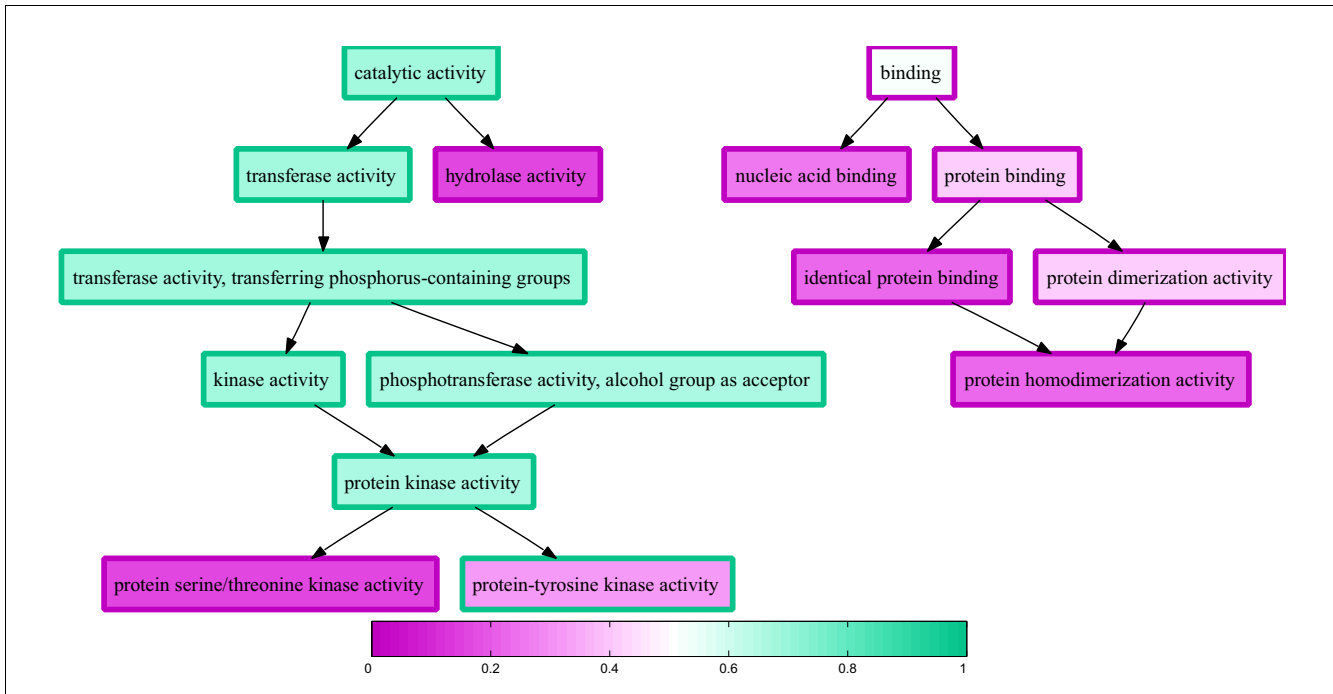 catalytic activity
binding
transferase activity
hydrolase activity
nucleic acid binding
protein binding
transferase activity, transferring phosphorus-containing groups
identical protein binding
protein dimerization activity
kinase activity
phosphotransferase activity, alcohol group as acceptor
protein homodimerization activity
protein kinase activity
protein serine/threonine kinase activity
protein-tyrosine kinase activity
0
0.2
0.4
0.6
0.8
1